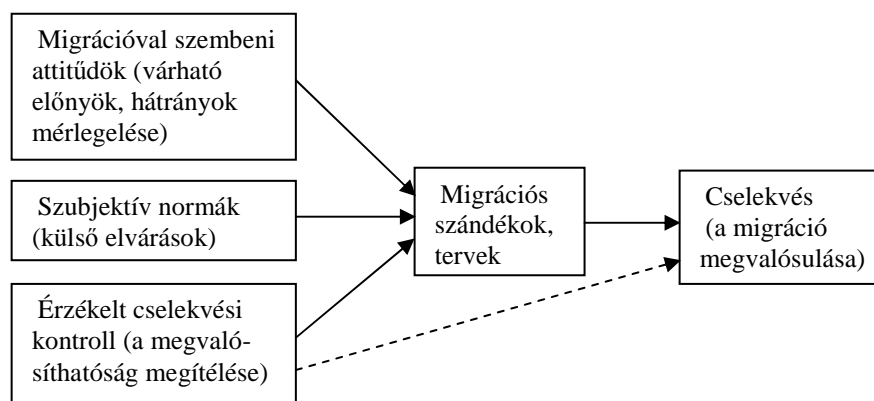 Migrációval szembeni
attitűdök (várható
előnyök, hátrányok
mérlegelése)
Szubjektív normák
(külső elvárások)
Érzékelt cselekvési
kontroll (a megvaló-
síthatóság megítélése)
Migrációs
szándékok,
tervek
Cselekvés
(a migráció
megvalósulása)